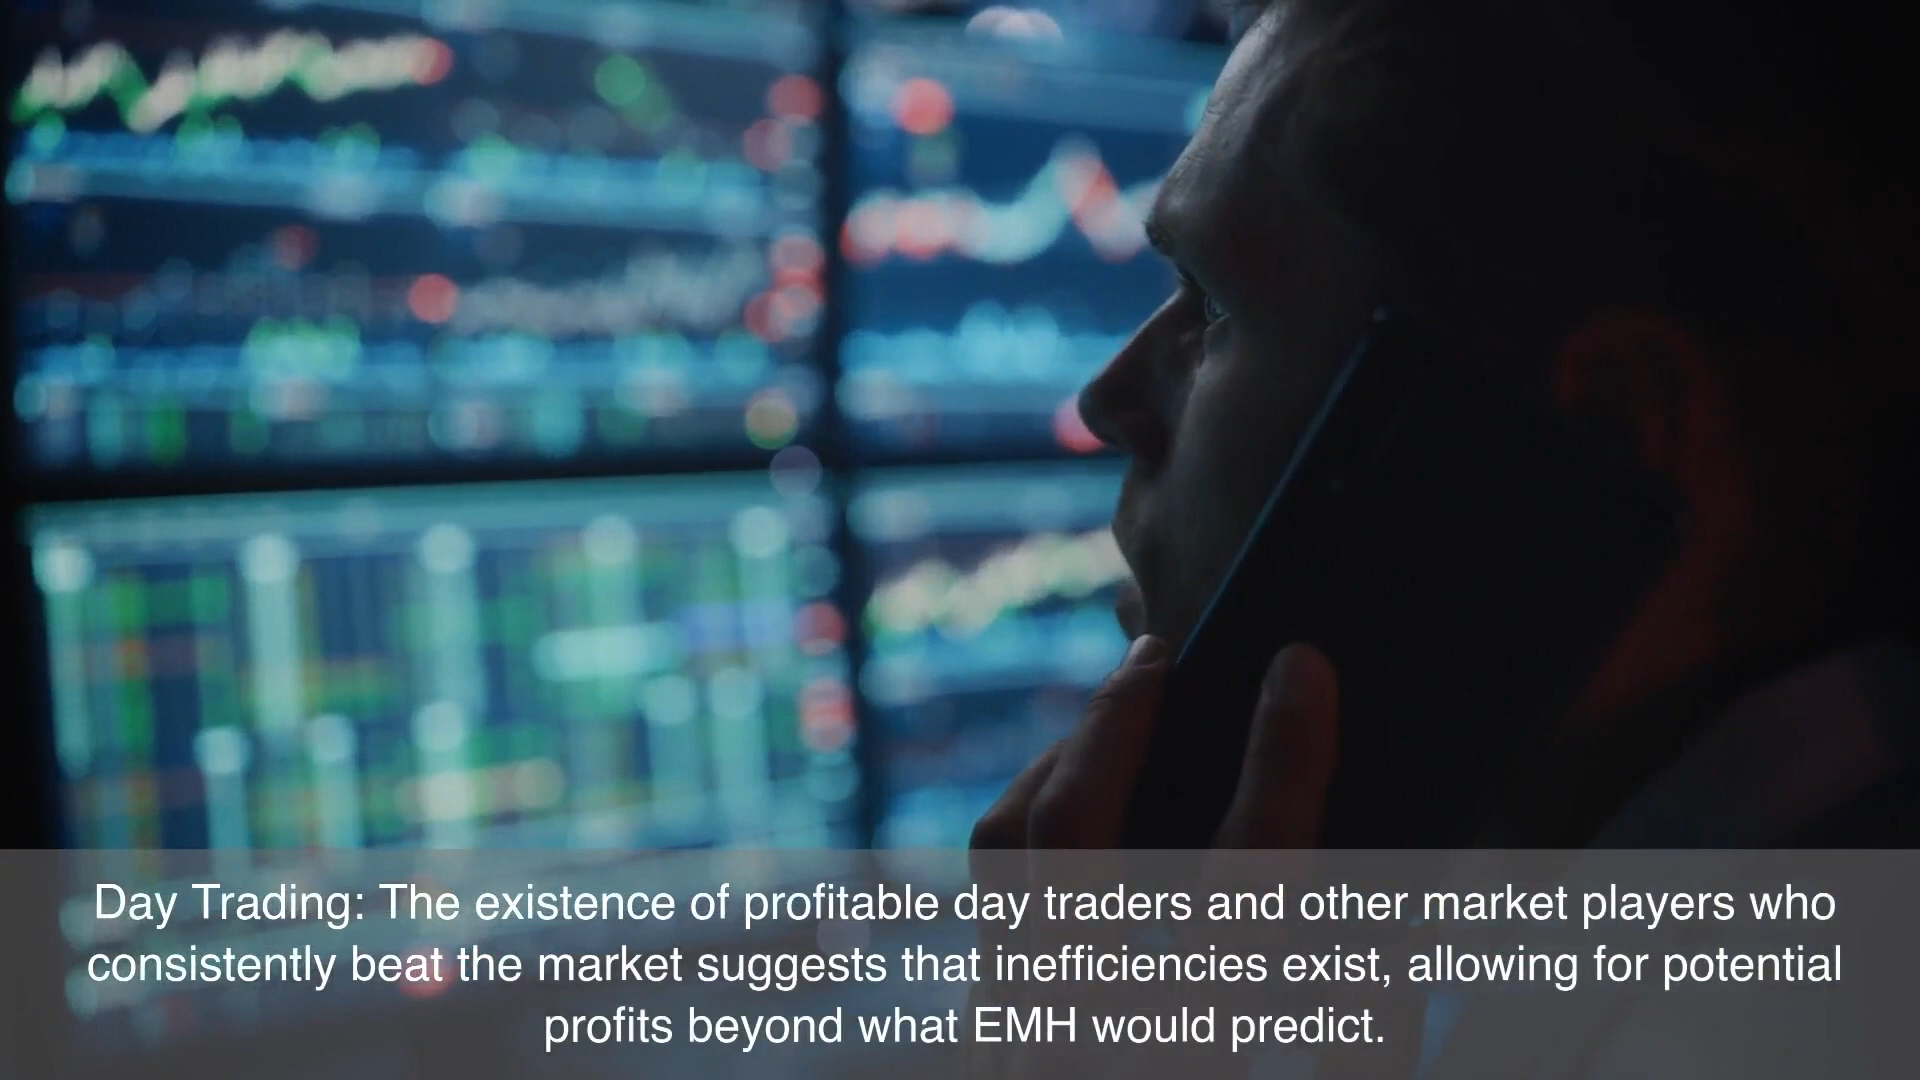 Day Trading: The existence of profitable day traders and other market players who
consistently beat the market suggests that inefficiencies exist, allowing for potential
profits beyond what EMH would predict.